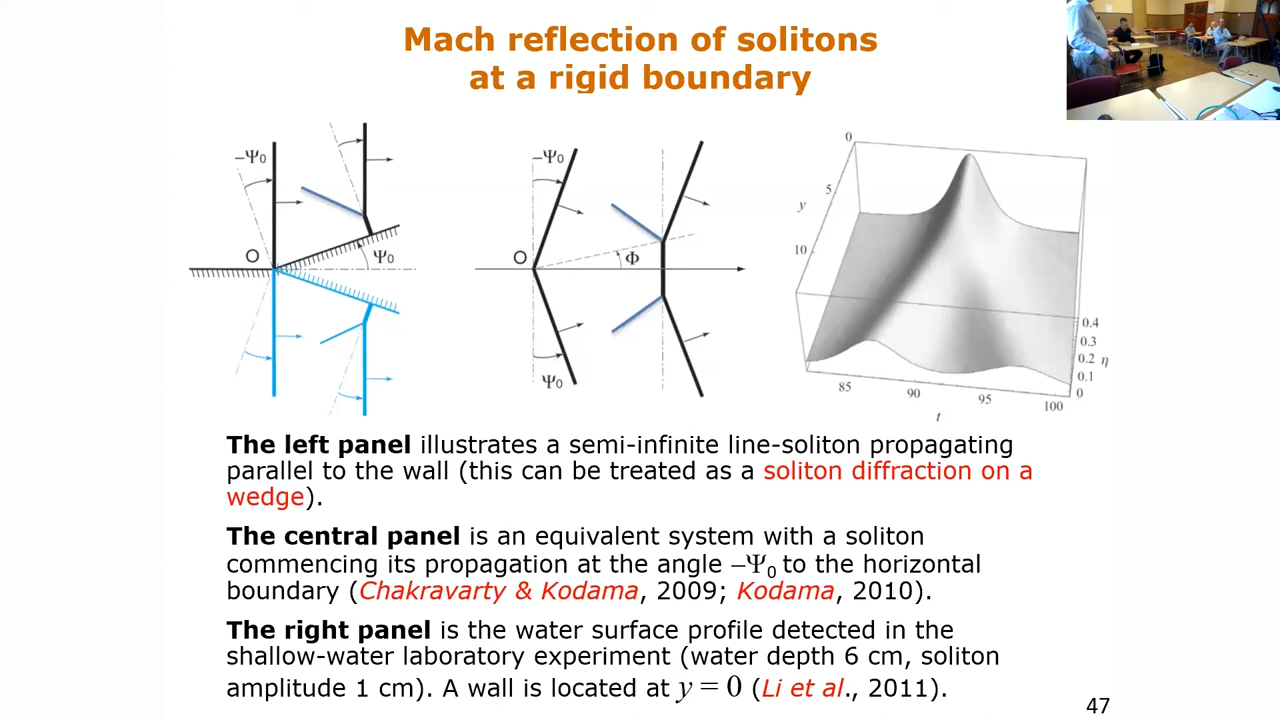 Mach reflection of solitons
at a rigid boundary
–Ψ₀
O
Ψ₀
–Ψ₀
O
Φ
Ψ₀
0
5
y
10
0.4
0.3
0.2 η
0.1
0
85
90
95
100
t
The left panel illustrates a semi-infinite line-soliton propagating
parallel to the wall (this can be treated as a soliton diffraction on a
wedge).
The central panel is an equivalent system with a soliton
commencing its propagation at the angle –Ψ₀ to the horizontal
boundary (Chakravarty & Kodama, 2009; Kodama, 2010).
The right panel is the water surface profile detected in the
shallow-water laboratory experiment (water depth 6 cm, soliton
amplitude 1 cm). A wall is located at y = 0 (Li et al., 2011).
47